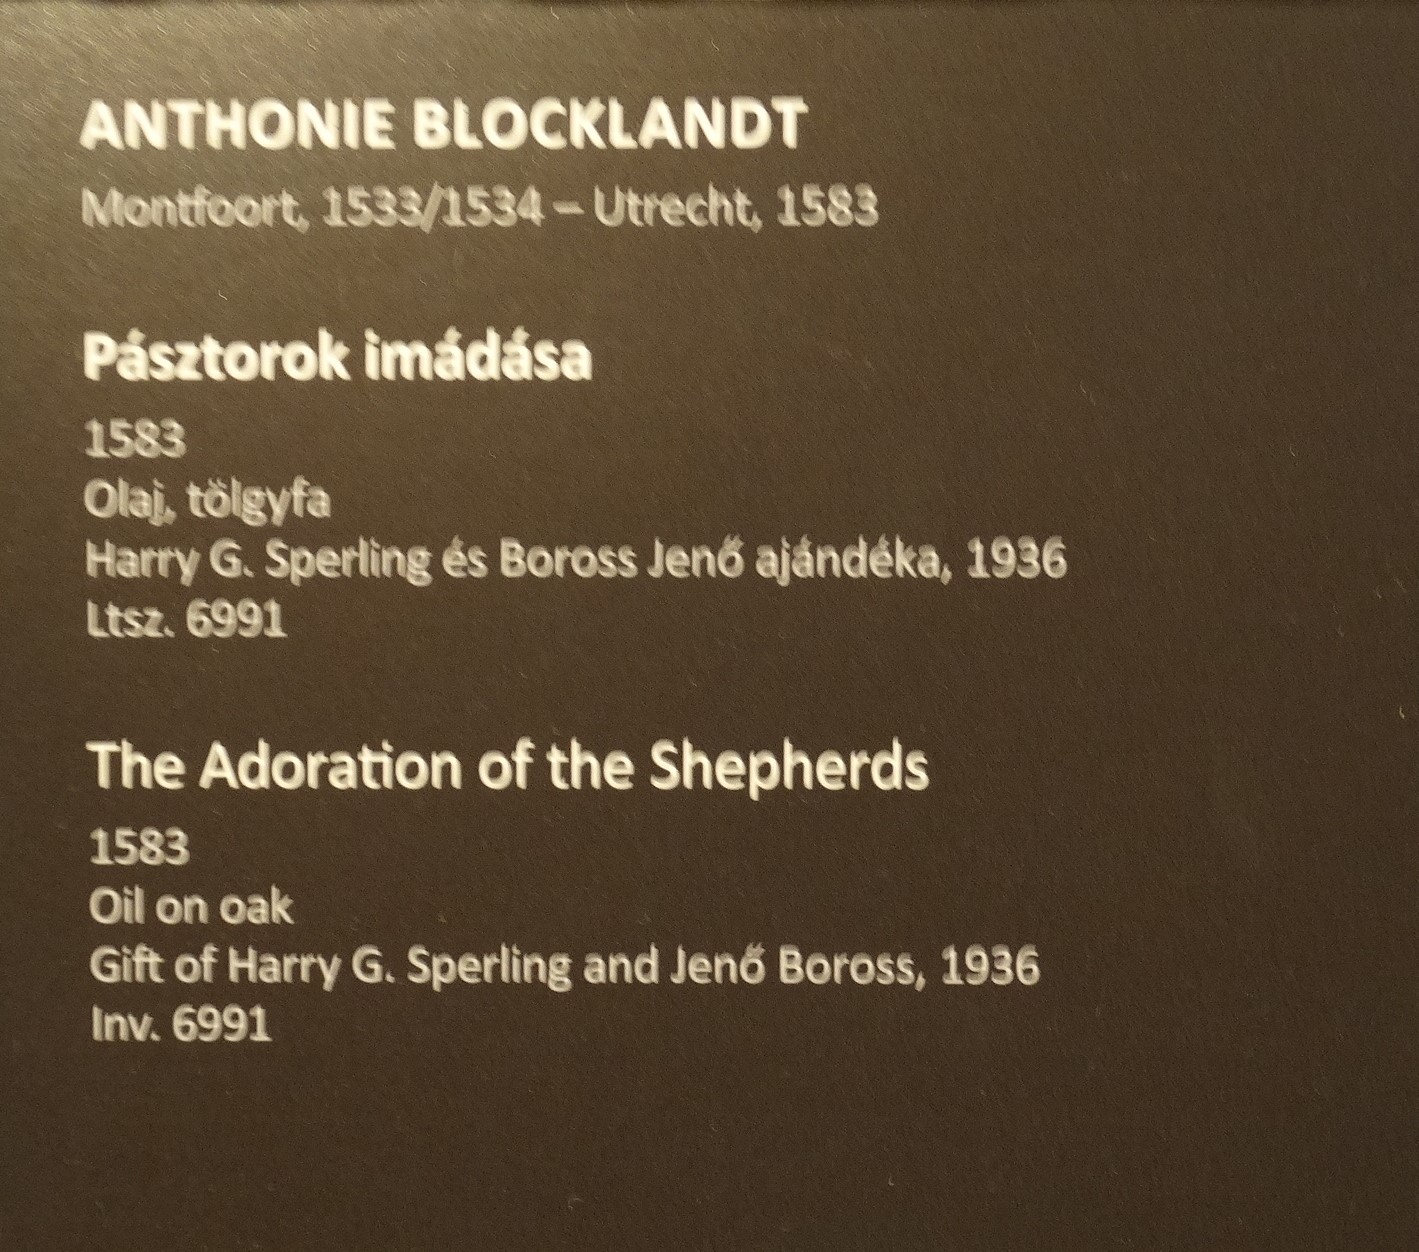 ANTHONIE BLOCKLANDT
Montfoort, 1533/1534 – Utrecht, 1583
Pásztorok imádása
1583
Olaj, tölgyfa
Harry G. Sperling és Boross Jenő ajándéka, 1936
Ltsz. 6991
The Adoration of the Shepherds
1583
Oil on oak
Gift of Harry G. Sperling and Jenő Boross, 1936
Inv. 6991